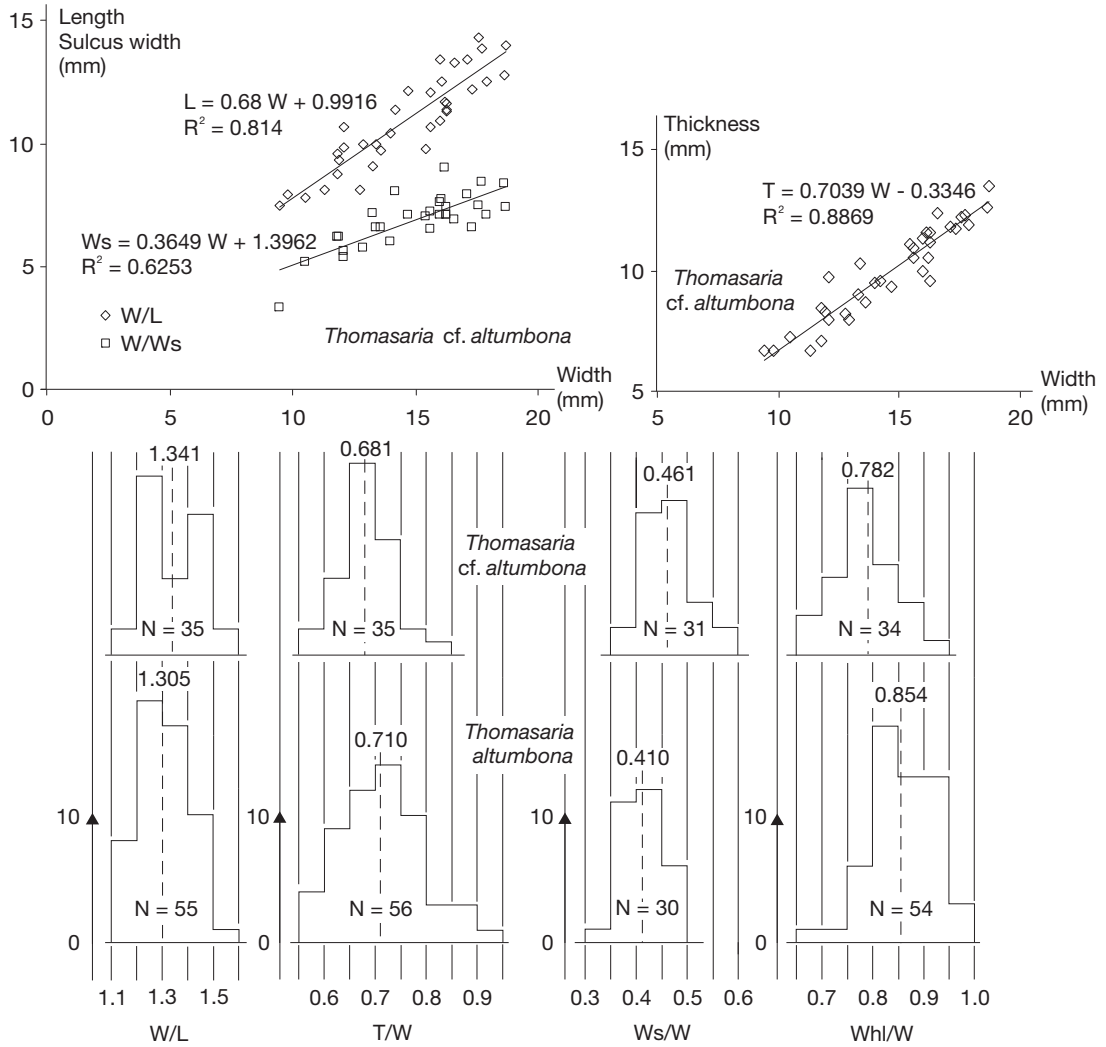 15
Length
Sulcus width
(mm)
L = 0.68 W + 0.9916
R² = 0.814
10
Ws = 0.3649 W + 1.3962
R² = 0.6253
5
W/L
W/Ws
Thomasaria cf. altumbona
0
Width
(mm)
0 5 10 15 20
Thickness
(mm)
15
T = 0.7039 W - 0.3346
R² = 0.8869
10
Thomasaria
cf. altumbona
5
Width
(mm)
5 10 15 20
1.341
0.681
0.461
0.782
Thomasaria
cf. altumbona
N = 35
N = 35
N = 31
N = 34
1.305
0.710
0.410
0.854
Thomasaria
altumbona
10
10
10
10
N = 55
N = 56
N = 30
N = 54
0
0
0
0
1.1 1.3 1.5
0.6 0.7 0.8 0.9
0.3 0.4 0.5 0.6
0.7 0.8 0.9 1.0
W/L
T/W
Ws/W
Whl/W